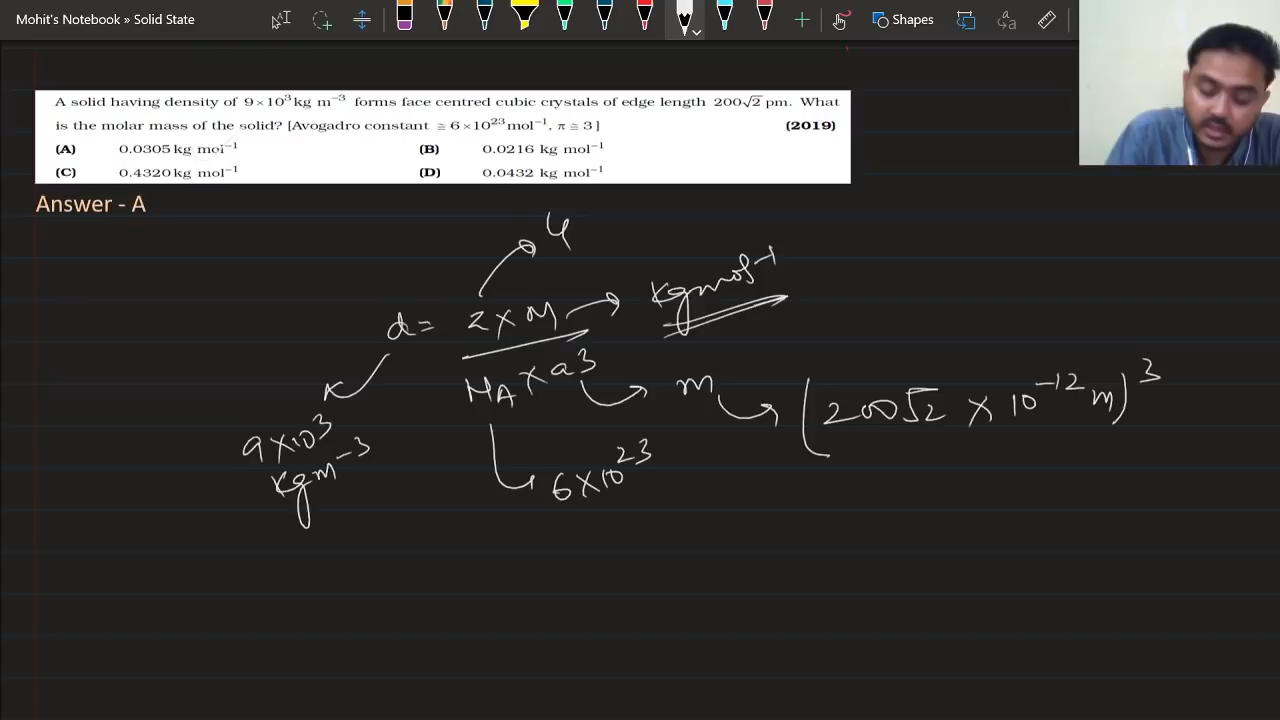 Mohit's Notebook » Solid State
Shapes
A solid having density of 9×10³ kg m⁻³ forms face centred cubic crystals of edge length 200√2 pm. What
is the molar mass of the solid? [Avogadro constant ≅ 6×10²³ mol⁻¹, π ≅ 3]
(2019)
(A) 0.0305 kg mol⁻¹ (B) 0.0216 kg mol⁻¹
(C) 0.4320 kg mol⁻¹ (D) 0.0432 kg mol⁻¹
Answer - A
4
d = Z × M kg mol⁻¹
N_A × a³ m (200√2 × 10⁻¹² m)³
9×10³
kg m⁻³
6×10²³